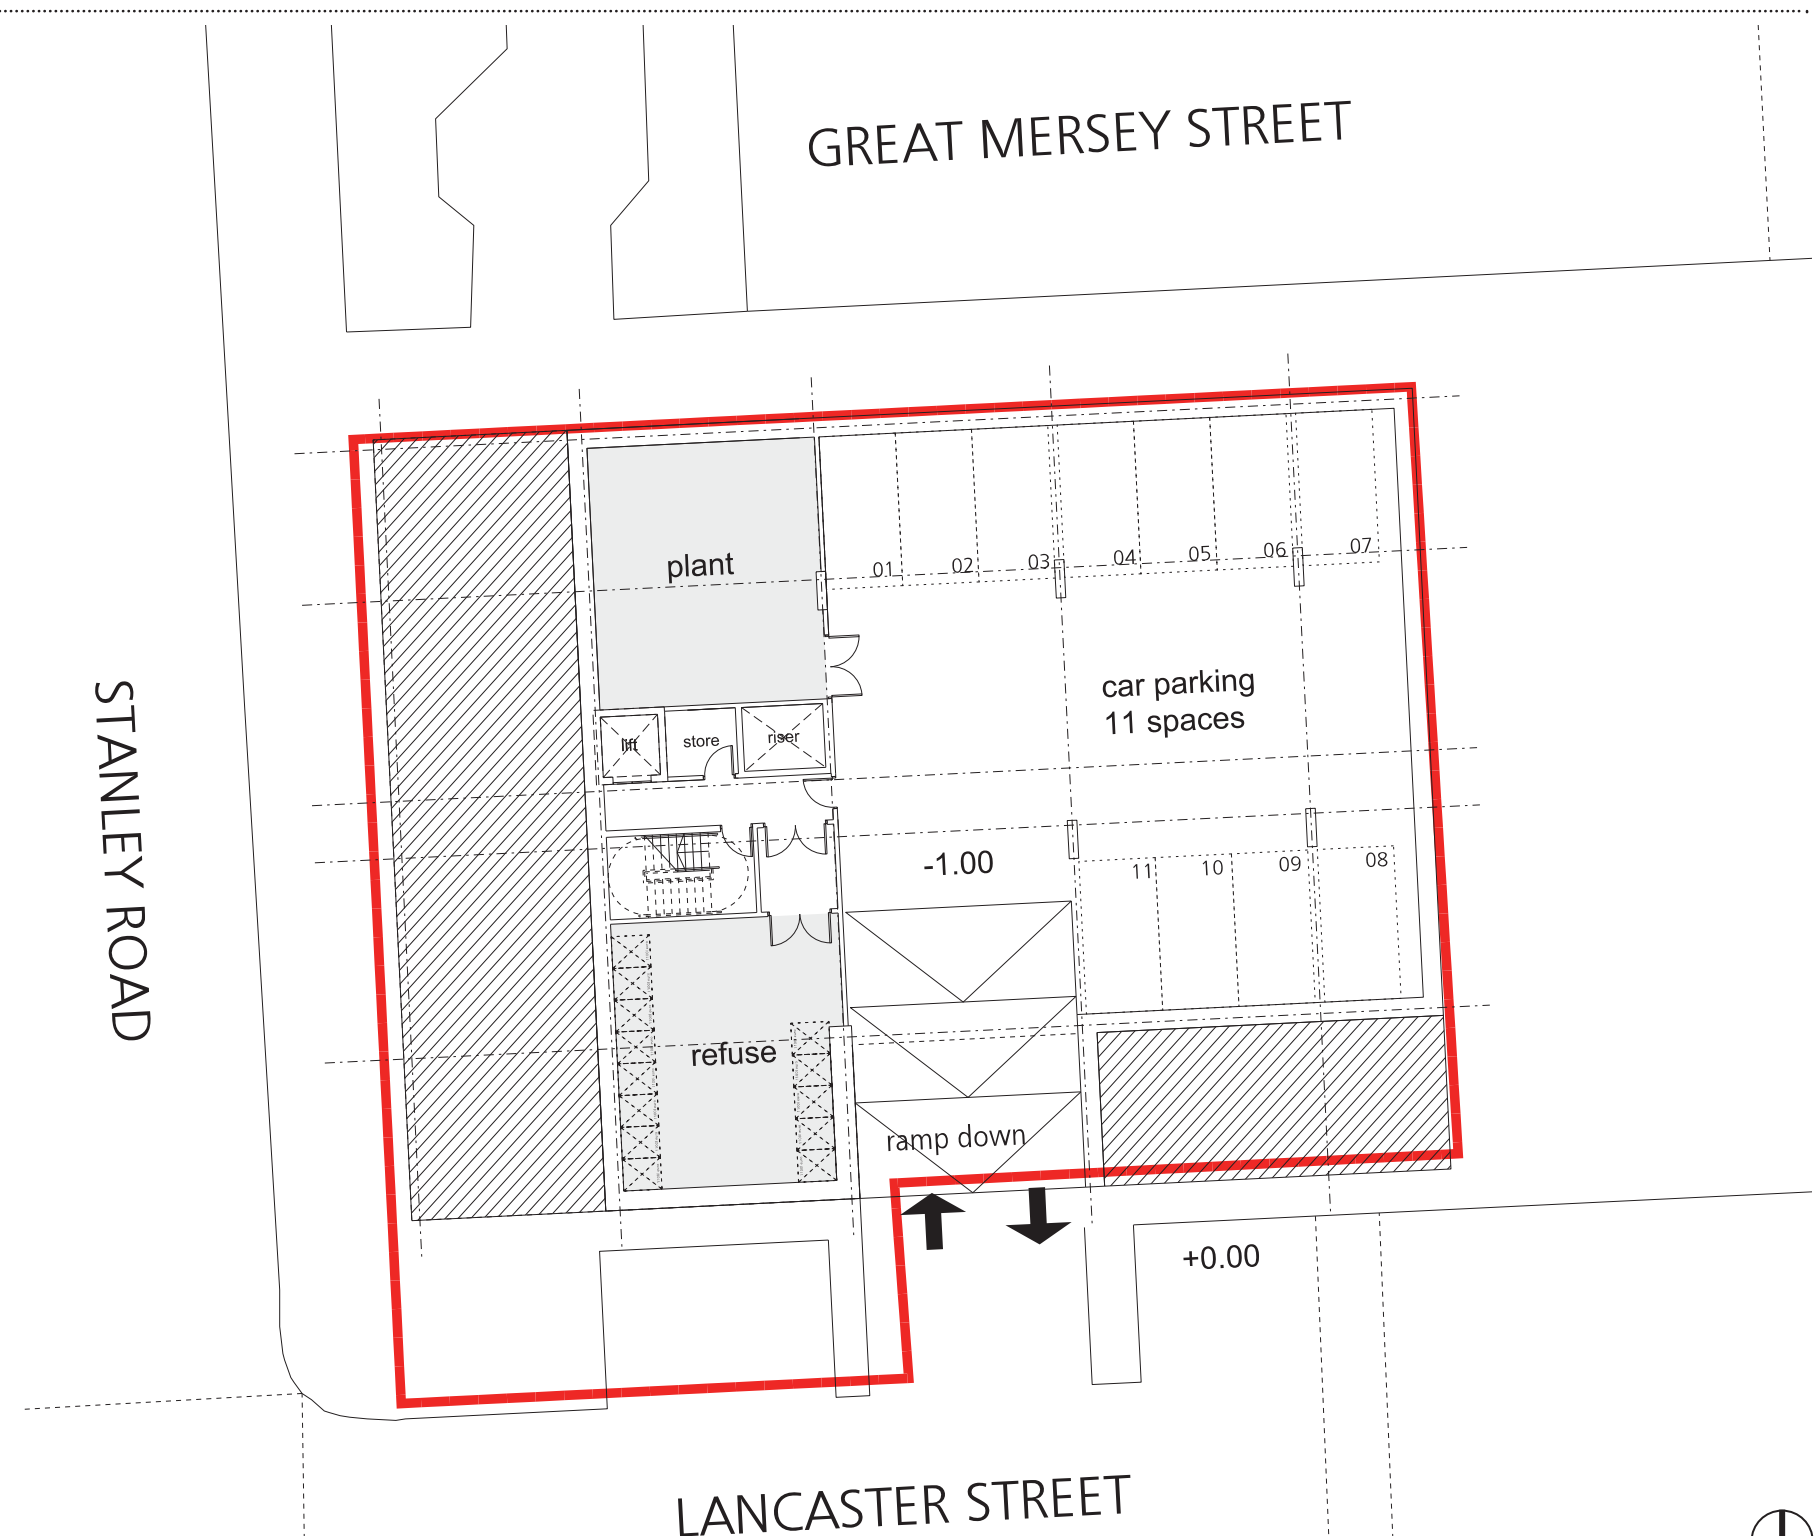 GREAT MERSEY STREET
plant
01 02 03 04 05 06 07
car parking
11 spaces
STANLEY ROAD
lift
store
riser
-1.00
11 10 09 08
refuse
ramp down
+0.00
LANCASTER STREET